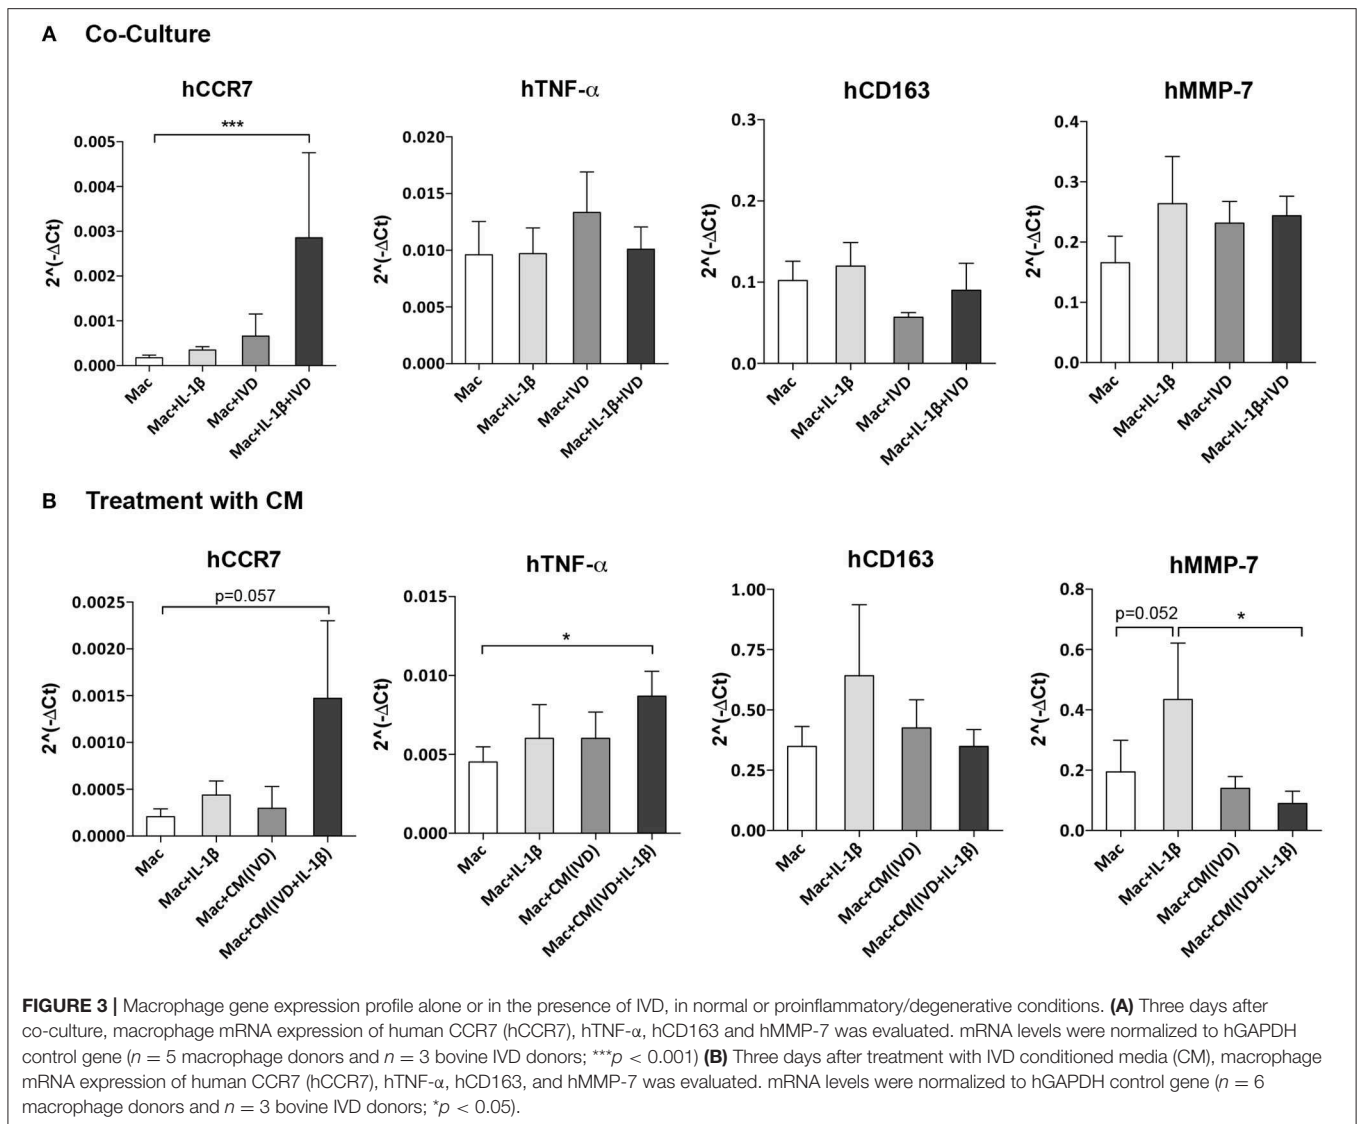 A Co-Culture
hCCR7
***
0.005
0.004
0.003
0.002
0.001
0.000
2^(-ΔCt)
Mac
Mac+IL-1β
Mac+IVD
Mac+IL-1β+IVD
hTNF-α
0.020
0.015
0.010
0.005
0.000
2^(-ΔCt)
Mac
Mac+IL-1β
Mac+IVD
Mac+IL-1β+IVD
hCD163
0.3
0.2
0.1
0.0
2^(-ΔCt)
Mac
Mac+IL-1β
Mac+IVD
Mac+IL-1β+IVD
hMMP-7
0.4
0.3
0.2
0.1
0.0
2^(-ΔCt)
Mac
Mac+IL-1β
Mac+IVD
Mac+IL-1β+IVD
B Treatment with CM
hCCR7
p=0.057
0.0025
0.0020
0.0015
0.0010
0.0005
0.0000
2^(-ΔCt)
Mac
Mac+IL-1β
Mac+CM(IVD)
Mac+CM(IVD+IL-1β)
hTNF-α
*
0.015
0.010
0.005
0.000
2^(-ΔCt)
Mac
Mac+IL-1β
Mac+CM(IVD)
Mac+CM((IVD+IL-1β)
hCD163
1.00
0.75
0.50
0.25
0.00
2^(-ΔCt)
Mac
Mac+IL-1β
Mac+CM(IVD)
Mac+CM((IVD+IL-1β)
hMMP-7
p=0.052
*
0.8
0.6
0.4
0.2
0.0
2^(-ΔCt)
Mac
Mac+IL-1β
Mac+CM(IVD)
Mac+CM((IVD+IL-1β)
FIGURE 3 | Macrophage gene expression profile alone or in the presence of IVD, in normal or proinflammatory/degenerative conditions. (A) Three days after
co-culture, macrophage mRNA expression of human CCR7 (hCCR7), hTNF-α, hCD163 and hMMP-7 was evaluated. mRNA levels were normalized to hGAPDH
control gene (n = 5 macrophage donors and n = 3 bovine IVD donors; ***p < 0.001) (B) Three days after treatment with IVD conditioned media (CM), macrophage
mRNA expression of human CCR7 (hCCR7), hTNF-α, hCD163, and hMMP-7 was evaluated. mRNA levels were normalized to hGAPDH control gene (n = 6
macrophage donors and n = 3 bovine IVD donors; *p < 0.05).